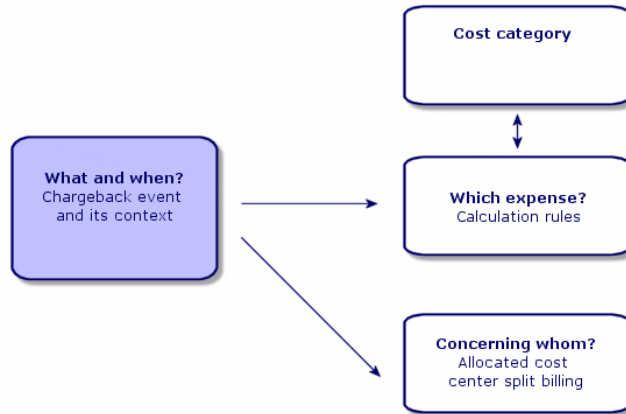 Cost category
What and when?
Chargeback event
and its context
Which expense?
Calculation rules
Concerning whom?
Allocated cost
center split billing